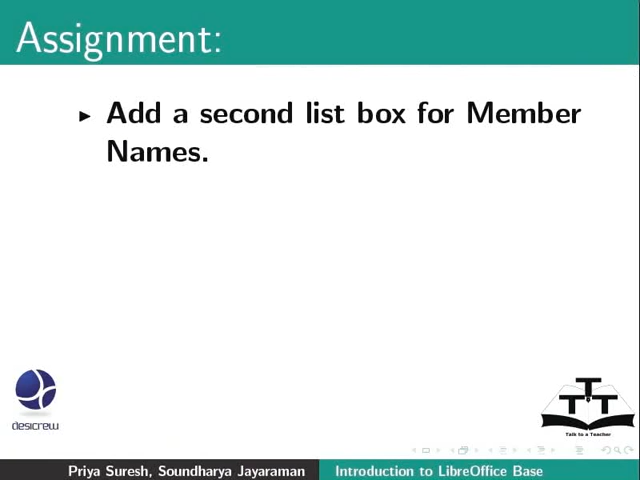 Assignment:
▶ Add a second list box for Member
Names.
desicrew
T T T
Talk to a Teacher
Priya Suresh, Soundharya Jayaraman Introduction to LibreOffice Base